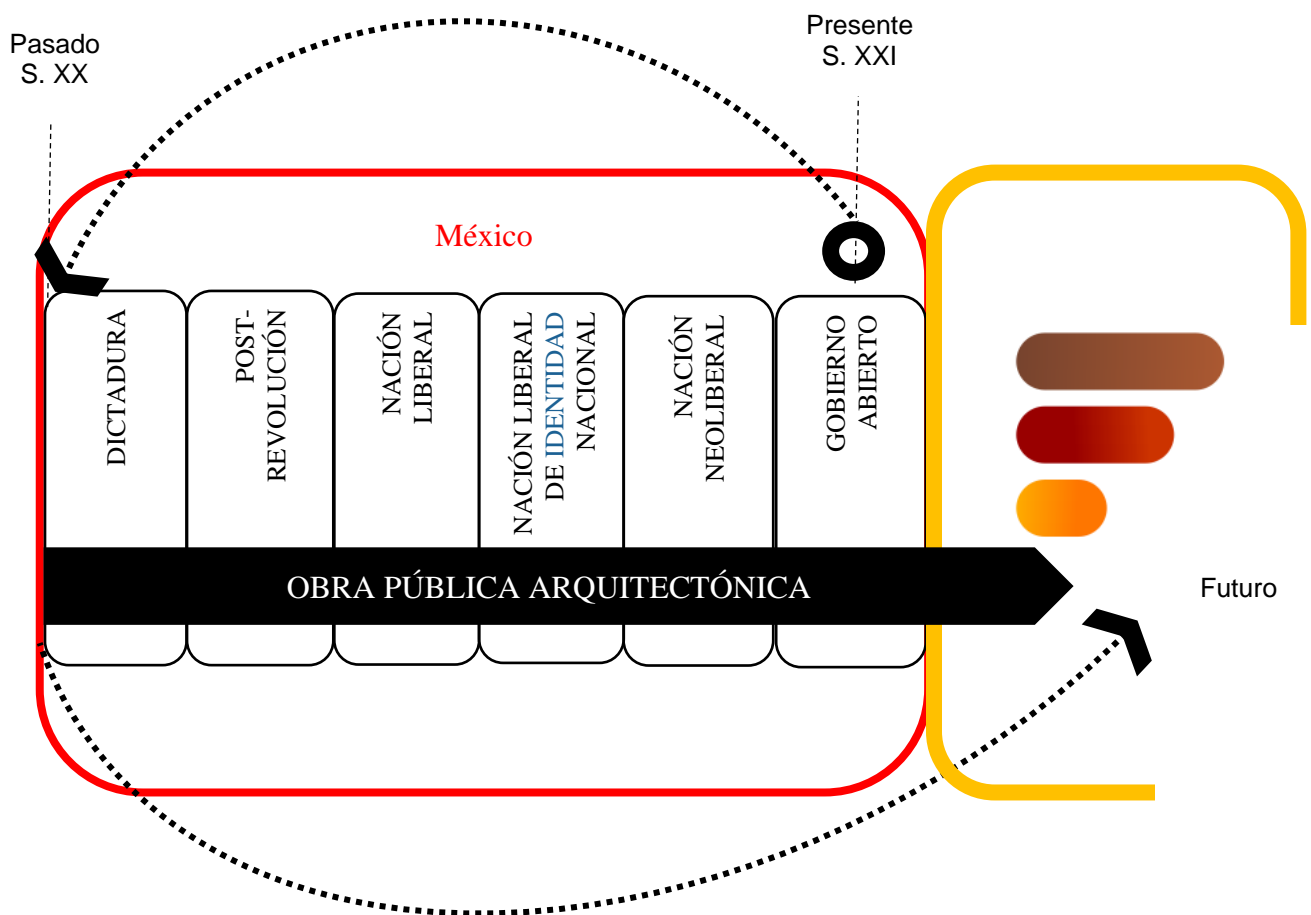 Pasado
S. XX
Presente
S. XXI
México
DICTADURA
POST-
REVOLUCIÓN
NACIÓN
LIBERAL
NACIÓN LIBERAL
DE IDENTIDAD
NACIONAL
NACIÓN
NEOLIBERAL
GOBIERNO
ABIERTO
OBRA PÚBLICA ARQUITECTÓNICA
Futuro